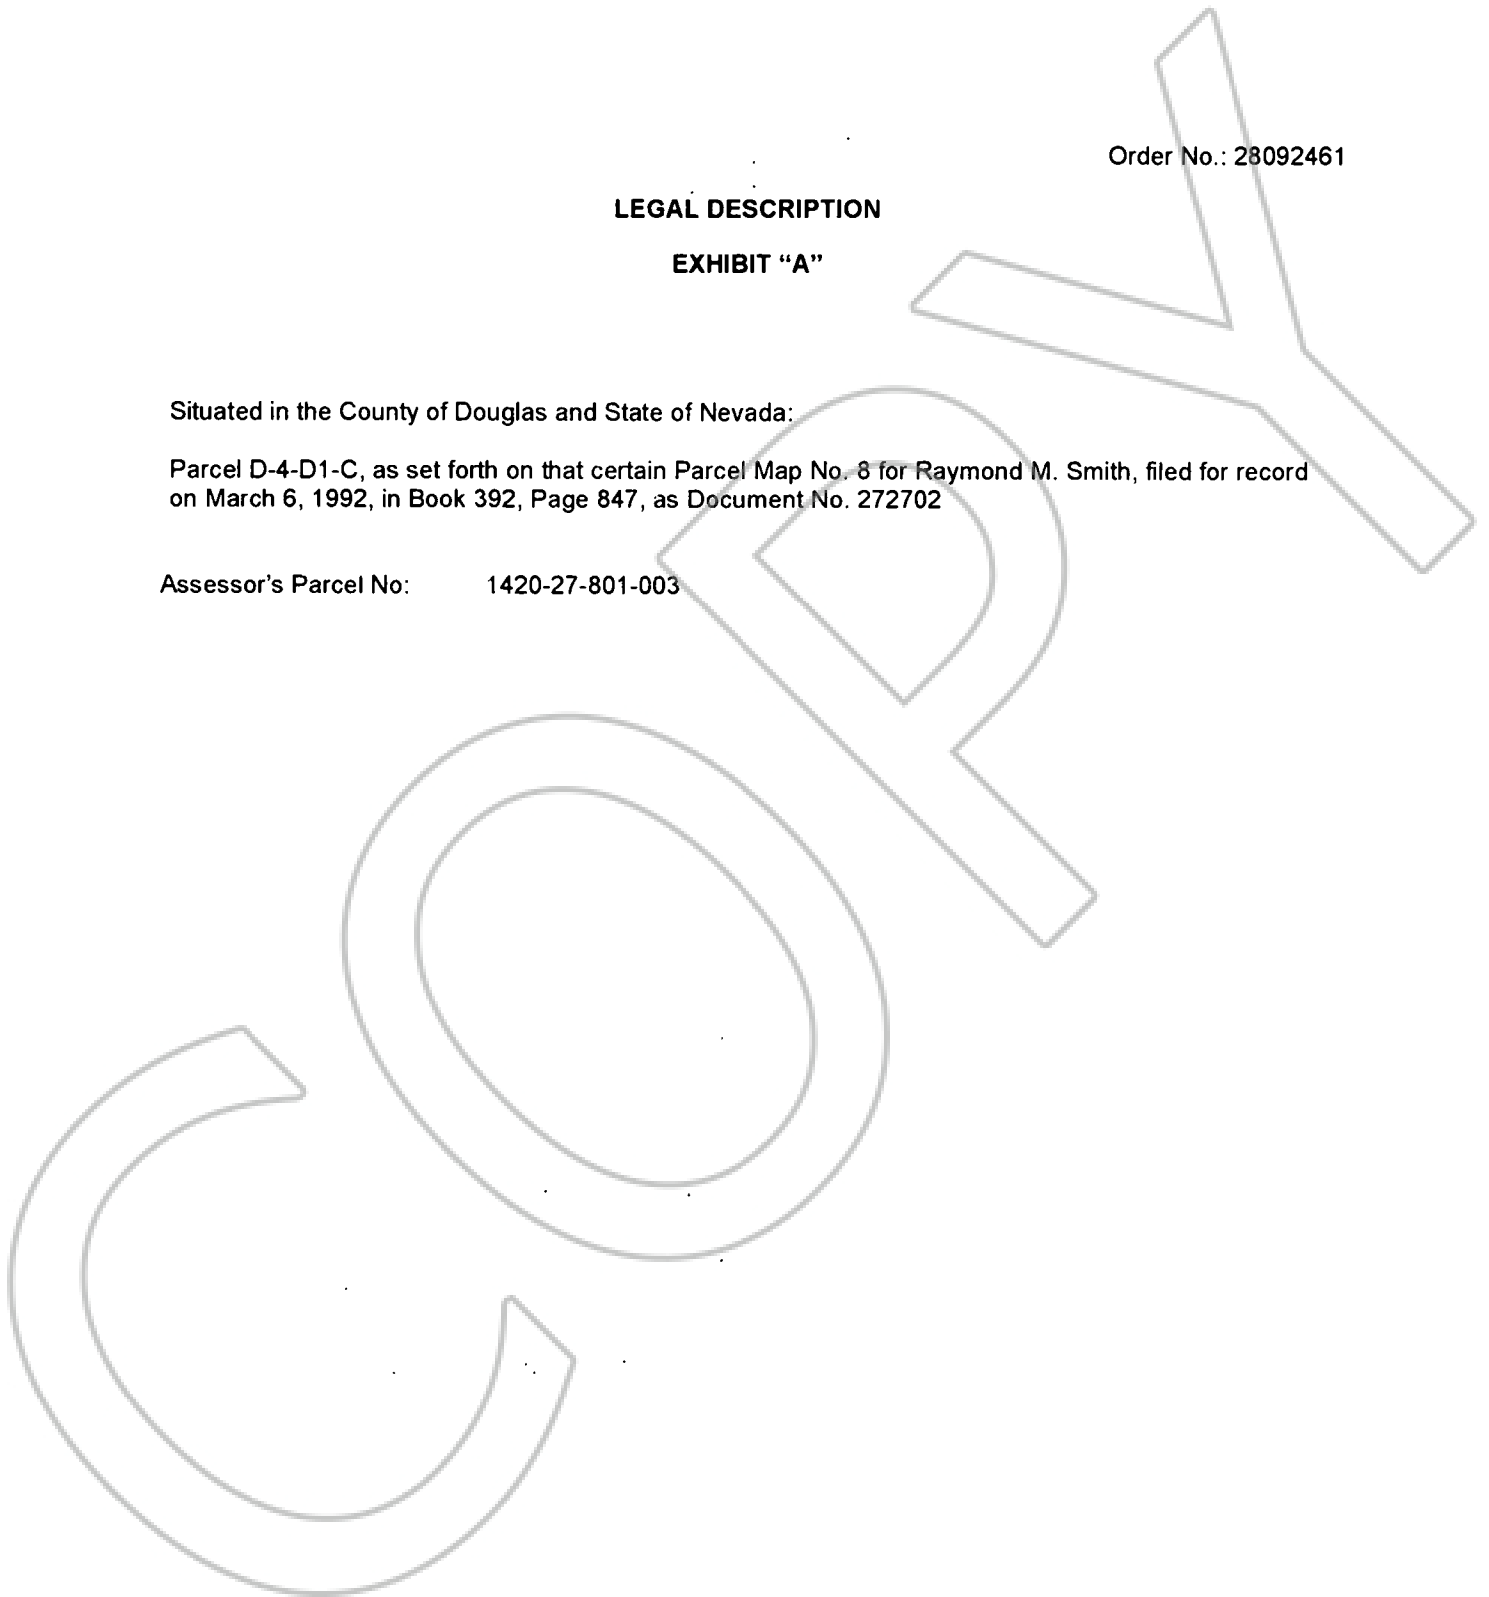 Order No.: 28092461
LEGAL DESCRIPTION
EXHIBIT “A”
Situated in the County of Douglas and State of Nevada:
Parcel D-4-D1-C, as set forth on that certain Parcel Map No. 8 for Raymond M. Smith, filed for record
on March 6, 1992, in Book 392, Page 847, as Document No. 272702
Assessor’s Parcel No: 1420-27-801-003
COPY